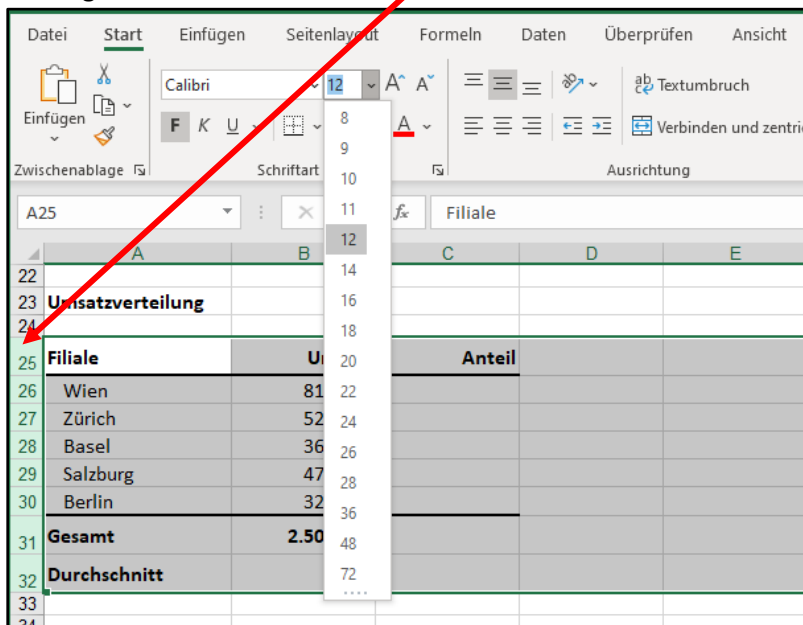 Datei Start Einfügen Seitenlayout Formeln Daten Überprüfen Ansicht
Calibri 12 A^ A˅ ab Textumbruch
Einfügen F K U A Verbinden und zentri
Zwischenablage Schriftart Ausrichtung
8
9
10
11
12
14
16
18
20
22
24
26
28
36
48
72
A25 fx Filiale
A B C D E
22
23 Umsatzverteilung
24
25 Filiale Anteil
26 Wien 81
27 Zürich 52
28 Basel 36
29 Salzburg 47
30 Berlin 32
31 Gesamt 2.50
32 Durchschnitt
33
34